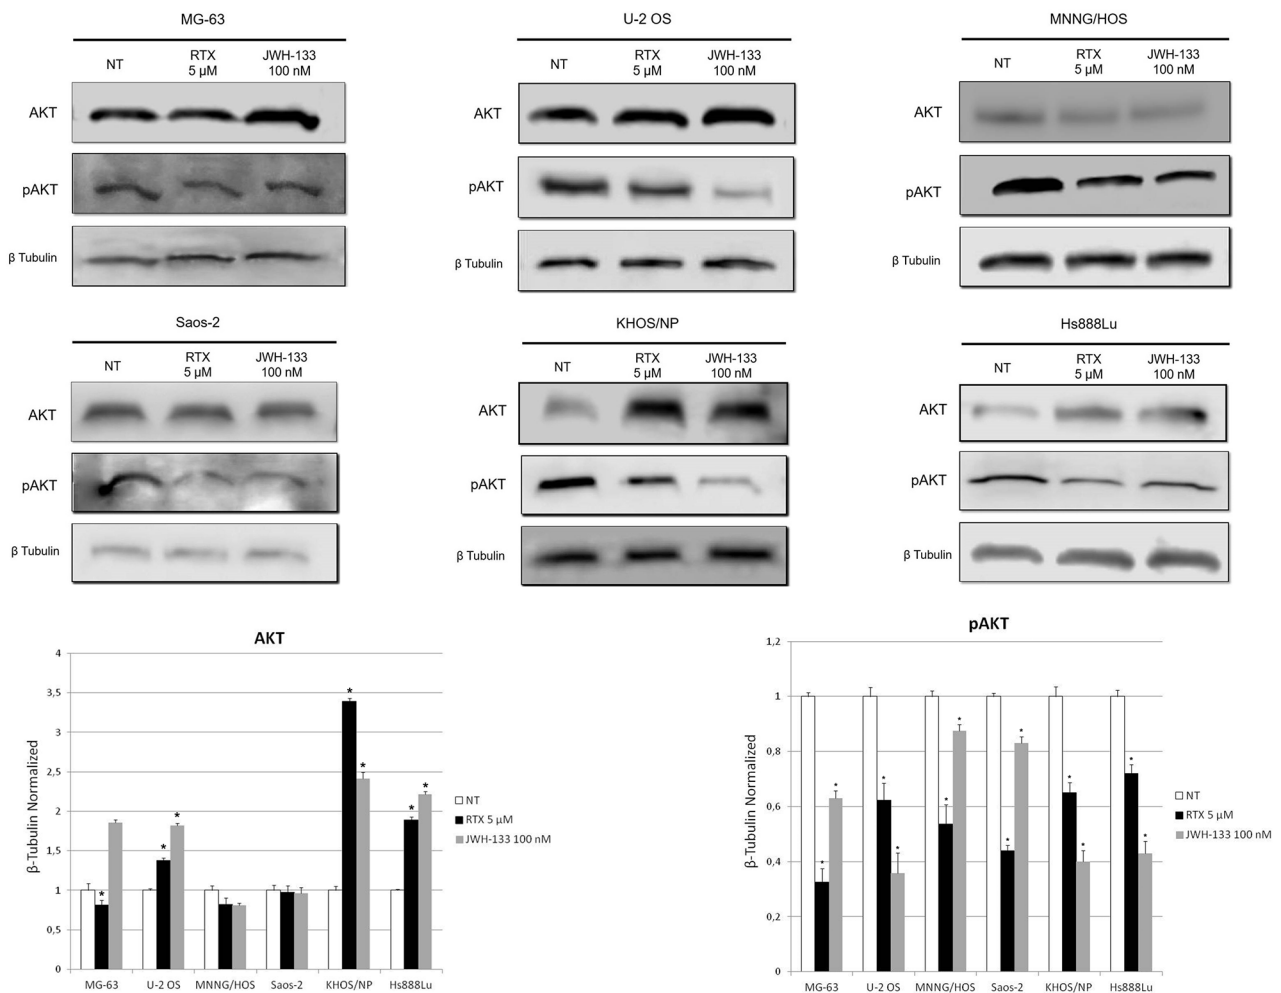 MG-63
NT
RTX
5 µM
JWH-133
100 nM
AKT
pAKT
β Tubulin
U-2 OS
NT
RTX
5 µM
JWH-133
100 nM
AKT
pAKT
β Tubulin
MNNG/HOS
NT
RTX
5 µM
JWH-133
100 nM
AKT
pAKT
β Tubulin
Saos-2
NT
RTX
5 µM
JWH-133
100 nM
AKT
pAKT
β Tubulin
KHOS/NP
NT
RTX
5 µM
JWH-133
100 nM
AKT
pAKT
β Tubulin
Hs888Lu
NT
RTX
5 µM
JWH-133
100 nM
AKT
pAKT
β Tubulin
AKT
β-Tubulin Normalized
4
3,5
3
2,5
2
1,5
1
0,5
0
* * * * * * *
MG-63 U-2 OS MNNG/HOS Saos-2 KHOS/NP Hs888Lu
NT
RTX 5 µM
JWH-133 100 nM
pAKT
β-Tubulin Normalized
1,2
1
0,8
0,6
0,4
0,2
0
* * * * * * * * * * * *
MG-63 U-2 OS MNNG/HOS Saos-2 KHOS/NP Hs888Lu
NT
RTX 5 µM
JWH-133 100 nM